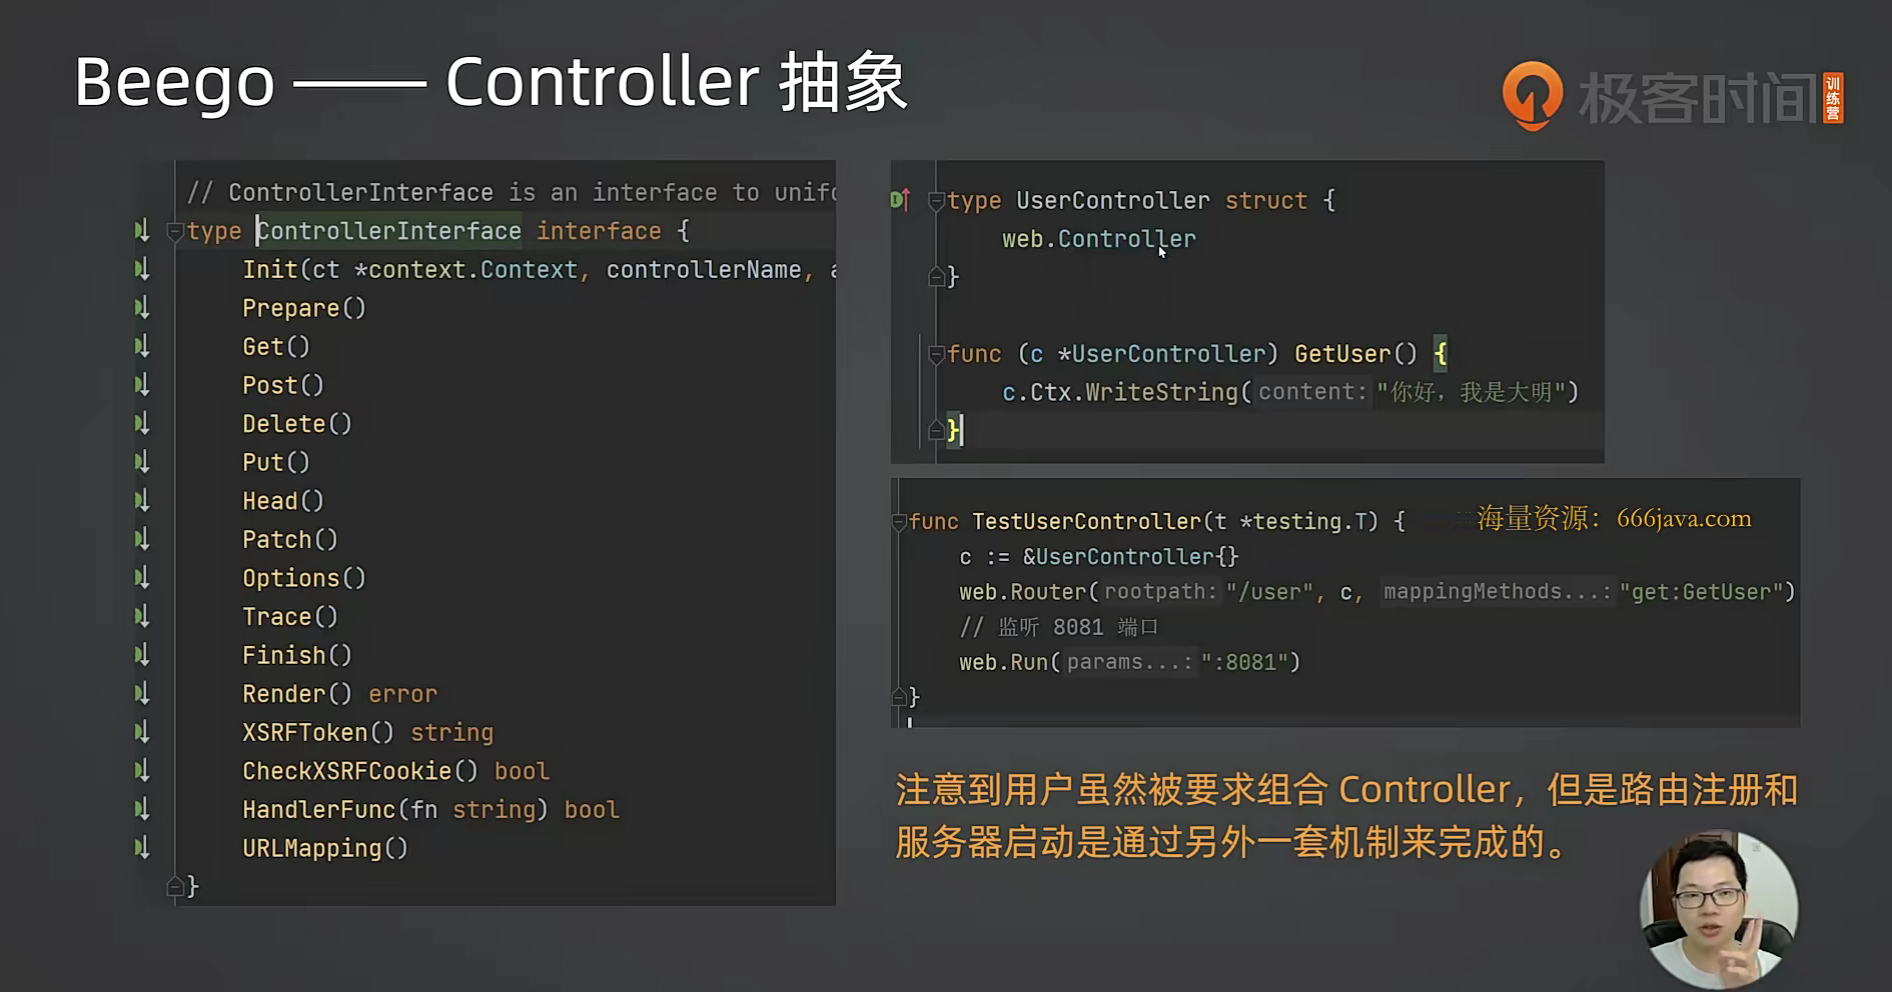 Beego —— Controller 抽象
极客时间
训练营
// ControllerInterface is an interface to unifo
type ControllerInterface interface {
Init(ct *context.Context, controllerName, a
Prepare()
Get()
Post()
Delete()
Put()
Head()
Patch()
Options()
Trace()
Finish()
Render() error
XSRFToken() string
CheckXSRFCookie() bool
HandlerFunc(fn string) bool
URLMapping()
}
type UserController struct {
web.Controller
}
func (c *UserController) GetUser() {
c.Ctx.WriteString( content: "你好，我是大明")
}
func TestUserController(t *testing.T) {
海量资源：666java.com
c := &UserController{}
web.Router( rootpath: "/user", c, mappingMethods...: "get:GetUser")
// 监听 8081 端口
web.Run( params...: ":8081")
}
注意到用户虽然被要求组合 Controller，但是路由注册和
服务器启动是通过另外一套机制来完成的。